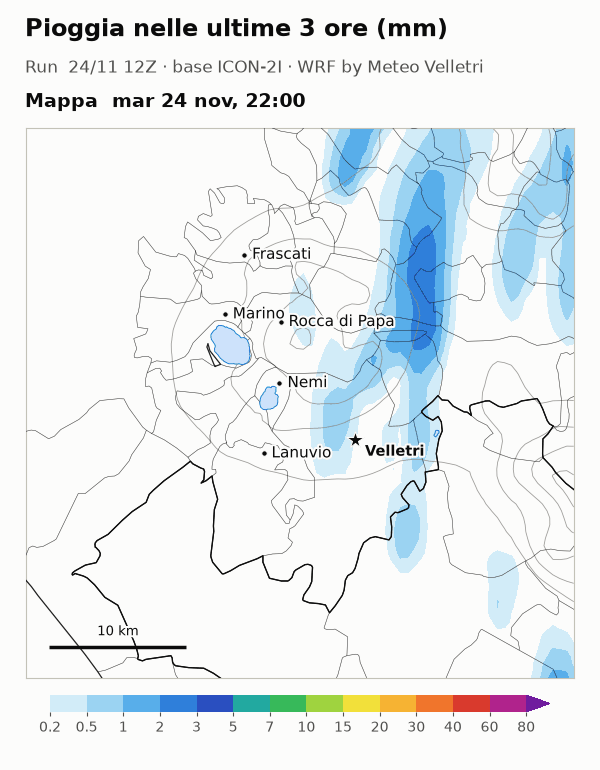 Pioggia nelle ultime 3 ore (mm)
Run 24/11 12Z · base ICON-2I · WRF by Meteo Velletri
Mappa mar 24 nov, 22:00
Frascati
Marino
Rocca di Papa
Nemi
Velletri
Lanuvio
10 km
0.2 0.5 1 2 3 5 7 10 15 20 30 40 60 80